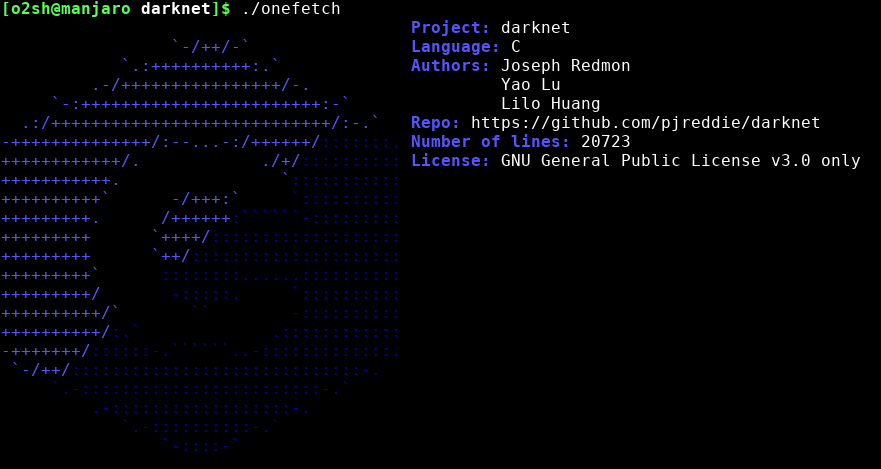 [o2sh@manjaro darknet]$ ./onefetch
Project: darknet
Language: C
Authors: Joseph Redmon
Yao Lu
Lilo Huang
Repo: https://github.com/pjreddie/darknet
Number of lines: 20723
License: GNU General Public License v3.0 only